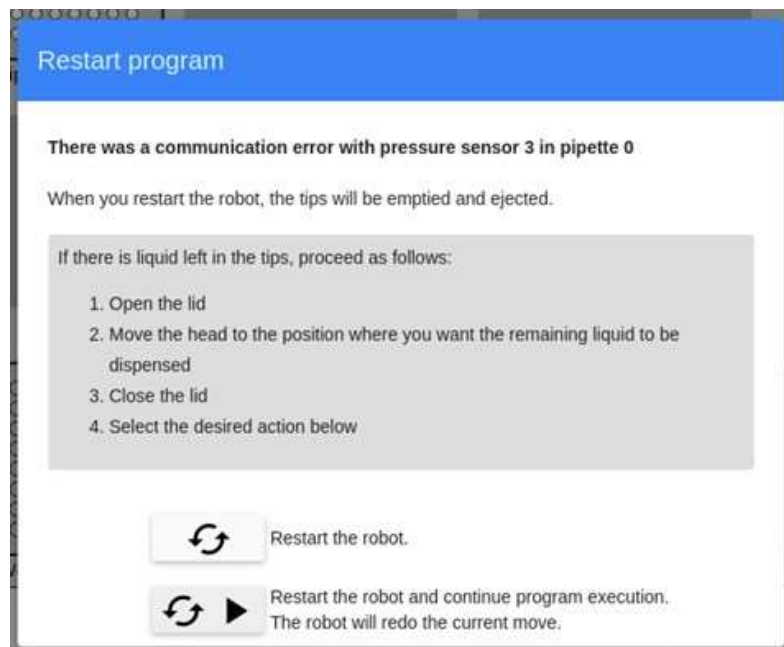 Restart program
There was a communication error with pressure sensor 3 in pipette 0
When you restart the robot, the tips will be emptied and ejected.
If there is liquid left in the tips, proceed as follows:
1. Open the lid
2. Move the head to the position where you want the remaining liquid to be
dispensed
3. Close the lid
4. Select the desired action below
Restart the robot.
Restart the robot and continue program execution.
The robot will redo the current move.